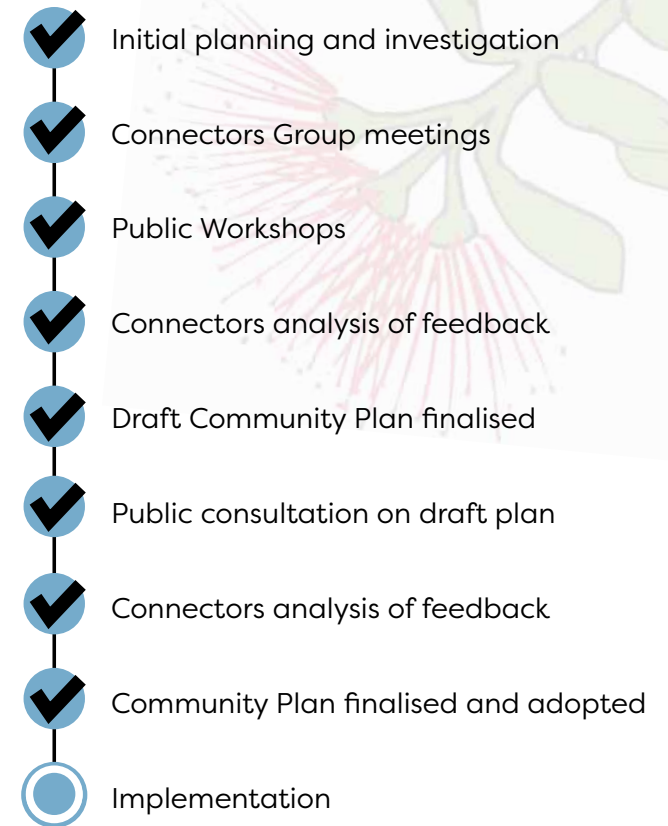 Initial planning and investigation
Connectors Group meetings
Public Workshops
Connectors analysis of feedback
Draft Community Plan finalised
Public consultation on draft plan
Connectors analysis of feedback
Community Plan finalised and adopted
Implementation